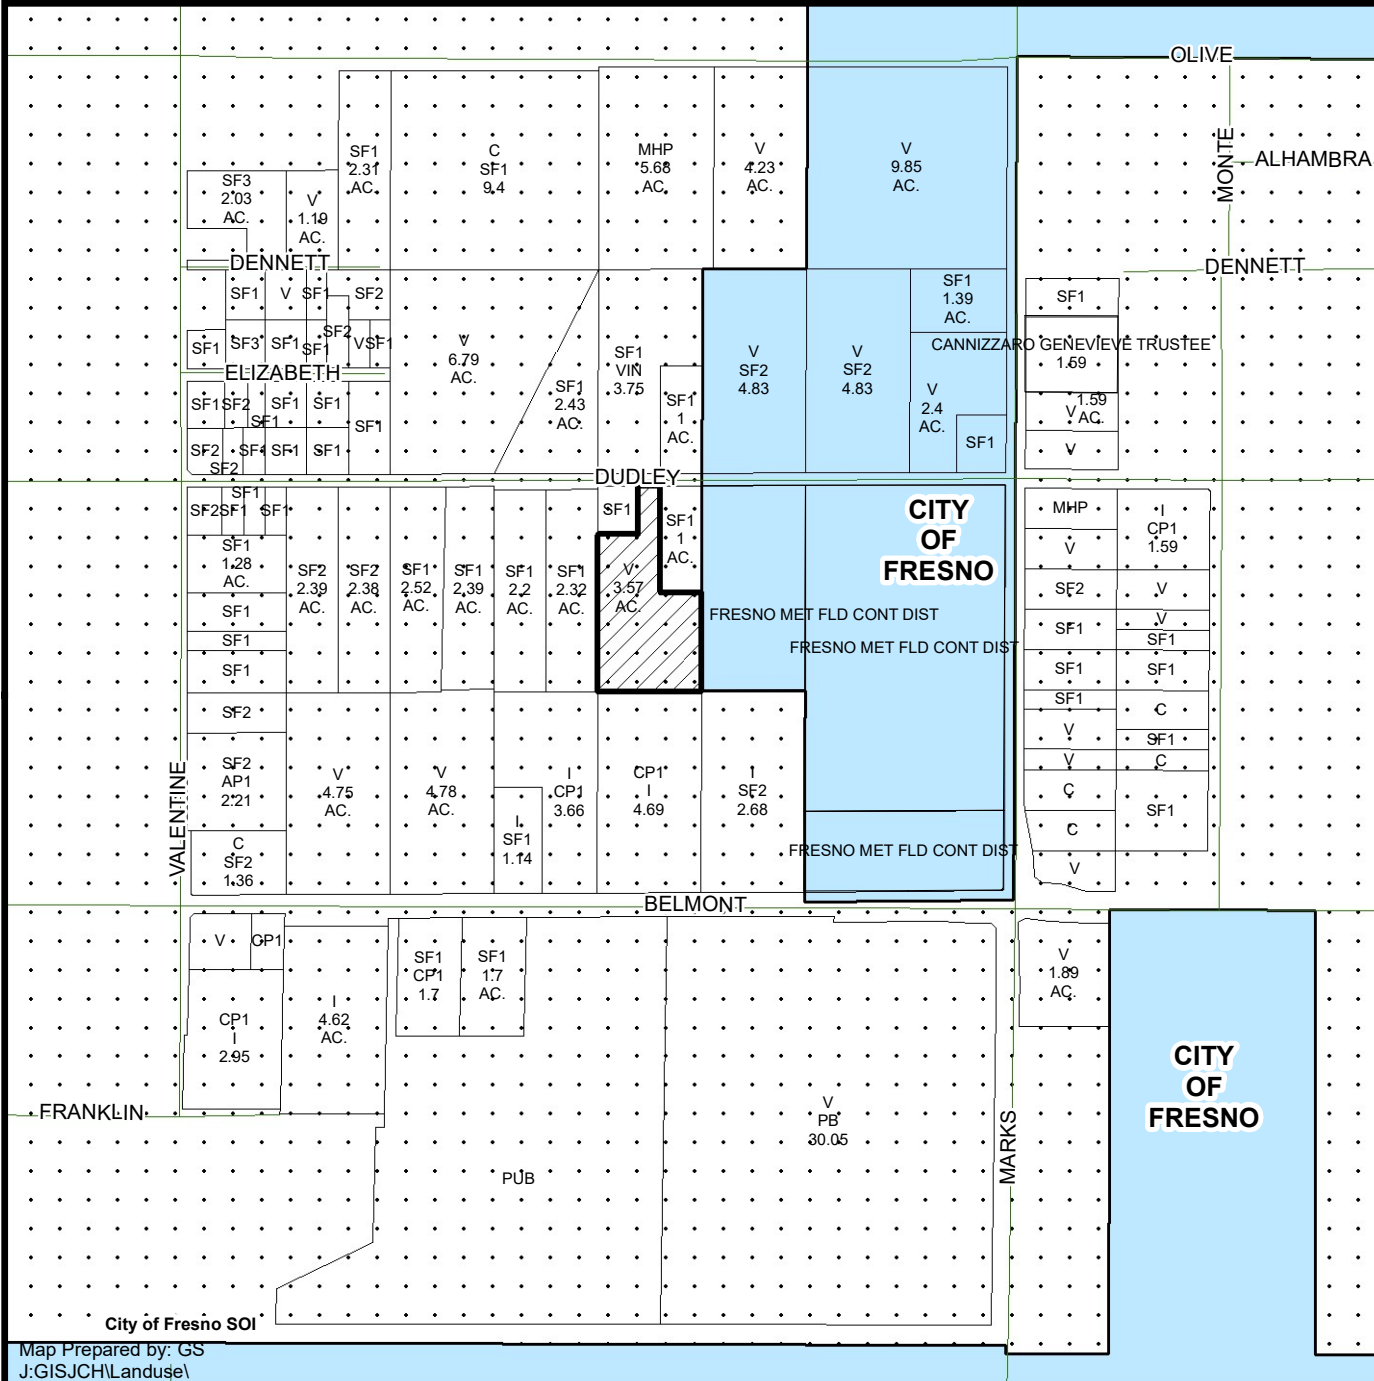 OLIVE
MONTE
ALHAMBRA
SF1
2.31
AC.
C
SF1
9.4
MHP
5.68
AC.
V
4.23
AC.
V
9.85
AC.
SF3
2.03
AC.
V
1.19
AC.
DENNETT
DENNETT
SF1
V
SF1
SF2
SF1
SF3
SF1
SF1
SF2
V
SF1
ELIZABETH
SF1
SF2
SF1
SF1
SF1
SF1
SF2
SF2
SF1
SF1
SF1
V
6.79
AC.
SF1
2.43
AC.
SF1
VIN
3.75
SF1
1
AC.
V
SF2
4.83
V
SF2
4.83
SF1
1.39
AC.
V
2.4
AC.
SF1
SF1
CANNIZZARO GENEVIEVE TRUSTEE
1.59
V
1.59
AC.
V
DUDLEY
SF2
SF1
SF1
SF1
SF1
1.28
AC.
SF1
SF1
SF1
SF2
SF2
AP1
2.21
C
SF2
1.36
SF2
2.39
AC.
SF2
2.38
AC.
SF1
2.52
AC.
SF1
2.39
AC.
SF1
2.2
AC.
SF1
2.32
AC.
SF1
V
3.57
AC.
SF1
1
AC.
CITY
OF
FRESNO
FRESNO MET FLD CONT DIST
FRESNO MET FLD CONT DIST
FRESNO MET FLD CONT DIST
MHP
V
SF2
SF1
SF1
SF1
V
V
C
C
V
I
CP1
1.59
V
V
SF1
SF1
C
SF1
C
SF1
VALENTINE
V
4.75
AC.
V
4.78
AC.
I
SF1
1.14
I
CP1
3.66
CP1
I
4.69
I
SF2
2.68
BELMONT
V
CP1
CP1
I
2.95
I
4.62
AC.
SF1
CP1
1.7
SF1
1.7
AC.
V
1.89
AC.
CITY
OF
FRESNO
FRANKLIN
PUB
V
PB
30.05
MARKS
City of Fresno SOI
Map Prepared by: GS
J:GISJCH\Landuse\